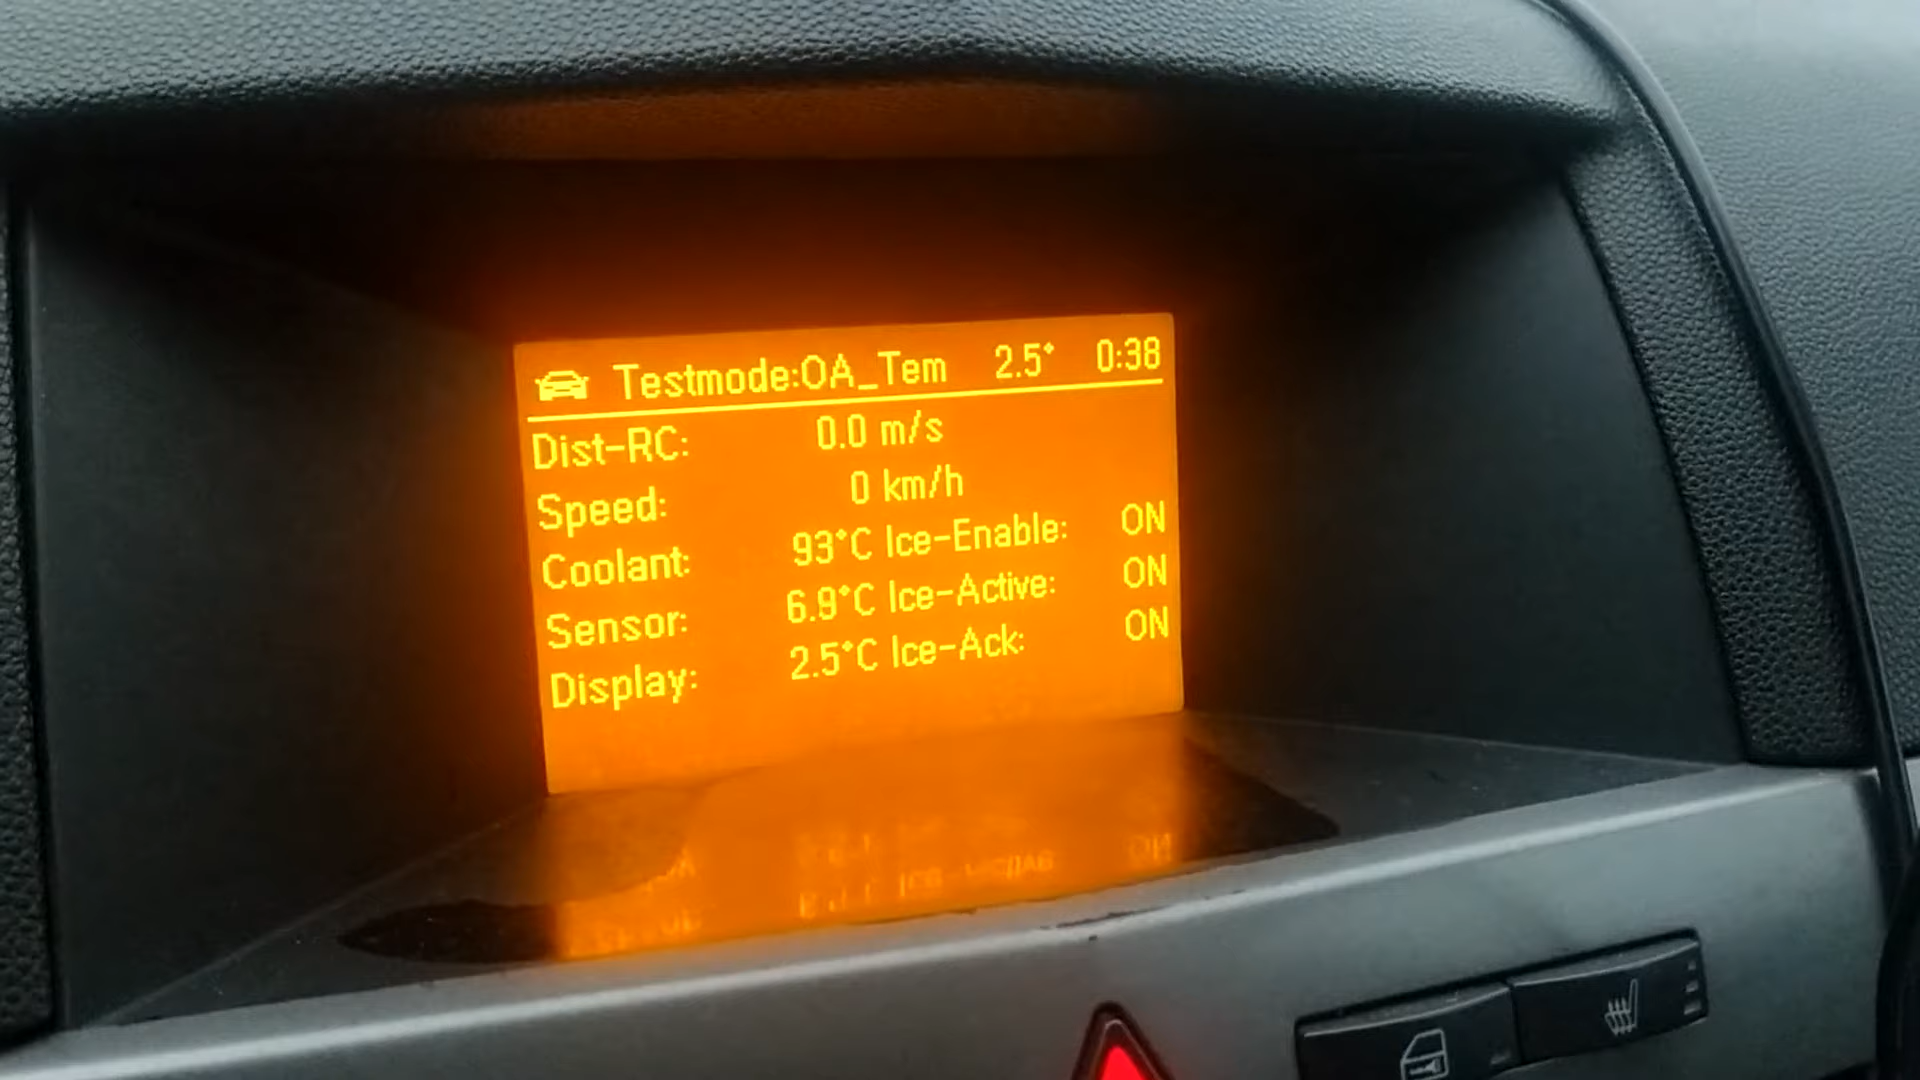 Testmode:OA_Tem 2.5° 0:38
Dist-RC: 0.0 m/s
Speed: 0 km/h
Coolant: 93°C Ice-Enable: ON
Sensor: 6.9°C Ice-Active: ON
Display: 2.5°C Ice-Ack: ON